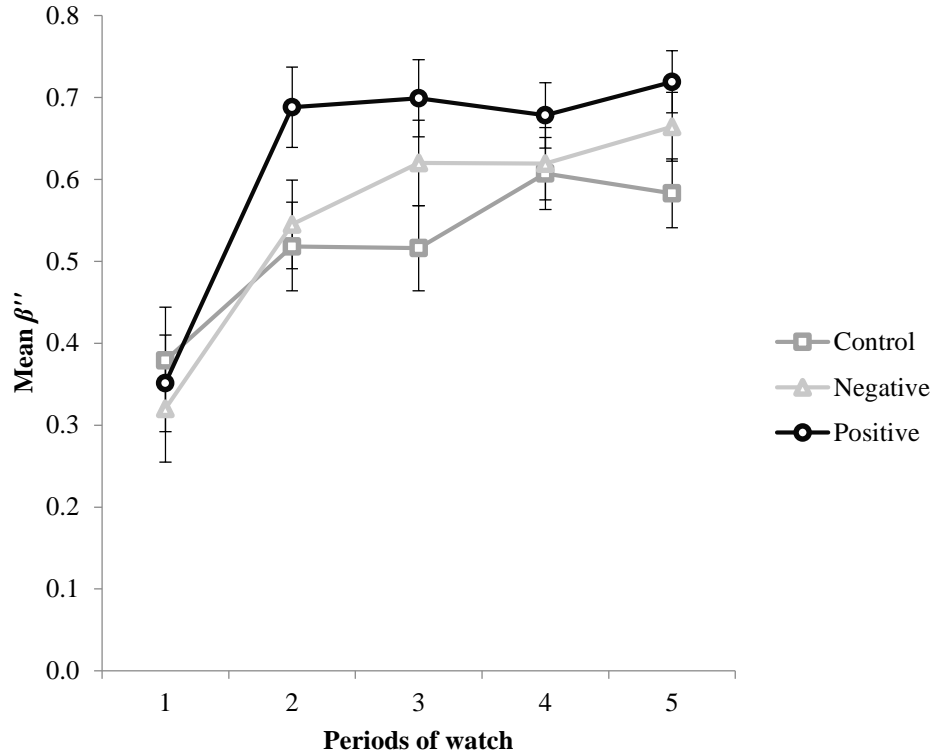 0.8
0.7
0.6
0.5
0.4
0.3
0.2
0.1
0.0
Mean β′′
1 2 3 4 5
Periods of watch
Control
Negative
Positive